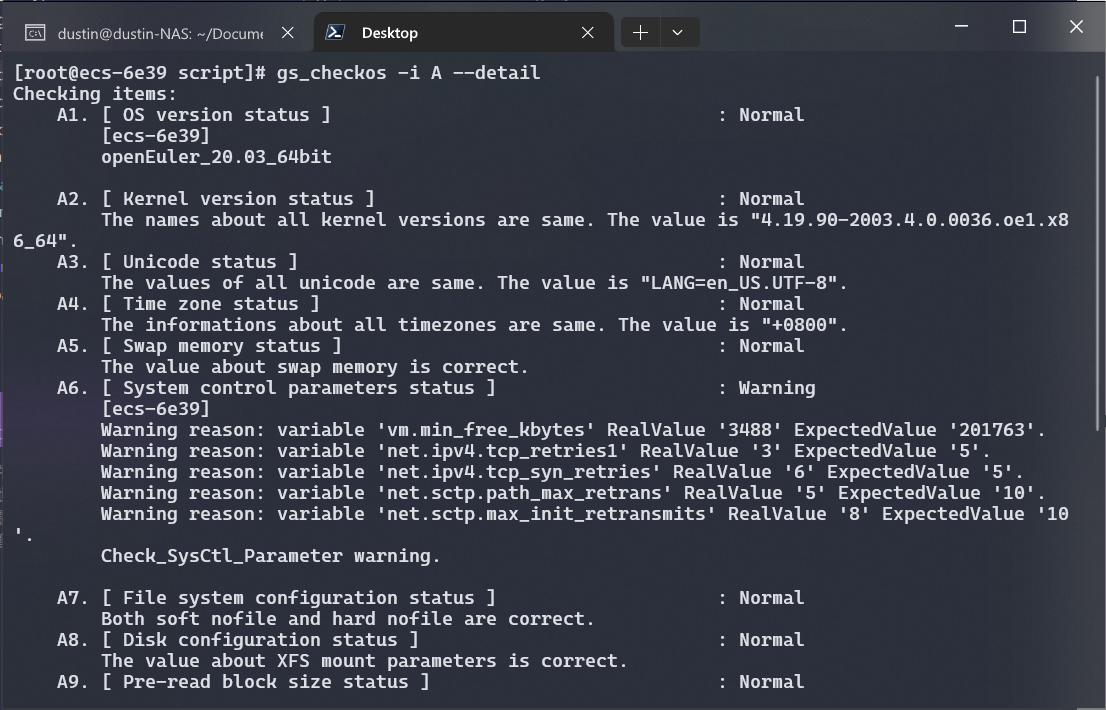 dustin@dustin-NAS: ~/Docume
Desktop
[root@ecs-6e39 script]# gs_checkos -i A --detail
Checking items:
A1. [ OS version status ] : Normal
[ecs-6e39]
openEuler_20.03_64bit
A2. [ Kernel version status ] : Normal
The names about all kernel versions are same. The value is "4.19.90-2003.4.0.0036.oe1.x8
6_64".
A3. [ Unicode status ] : Normal
The values of all unicode are same. The value is "LANG=en_US.UTF-8".
A4. [ Time zone status ] : Normal
The informations about all timezones are same. The value is "+0800".
A5. [ Swap memory status ] : Normal
The value about swap memory is correct.
A6. [ System control parameters status ] : Warning
[ecs-6e39]
Warning reason: variable 'vm.min_free_kbytes' RealValue '3488' ExpectedValue '201763'.
Warning reason: variable 'net.ipv4.tcp_retries1' RealValue '3' ExpectedValue '5'.
Warning reason: variable 'net.ipv4.tcp_syn_retries' RealValue '6' ExpectedValue '5'.
Warning reason: variable 'net.sctp.path_max_retrans' RealValue '5' ExpectedValue '10'.
Warning reason: variable 'net.sctp.max_init_retransmits' RealValue '8' ExpectedValue '10
'.
Check_SysCtl_Parameter warning.
A7. [ File system configuration status ] : Normal
Both soft nofile and hard nofile are correct.
A8. [ Disk configuration status ] : Normal
The value about XFS mount parameters is correct.
A9. [ Pre-read block size status ] : Normal